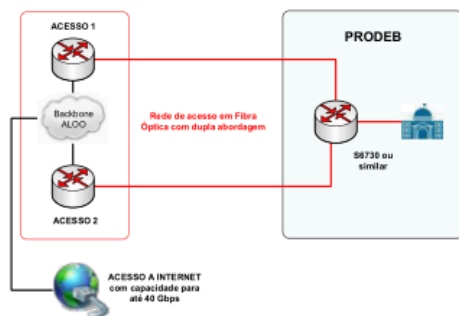 ACESSO 1
Backbone
ALOO
ACESSO 2
Rede de acesso em Fibra
Óptica com dupla abordagem
PRODEB
S6730 ou
similar
ACESSO A INTERNET
com capacidade para
até 40 Gbps